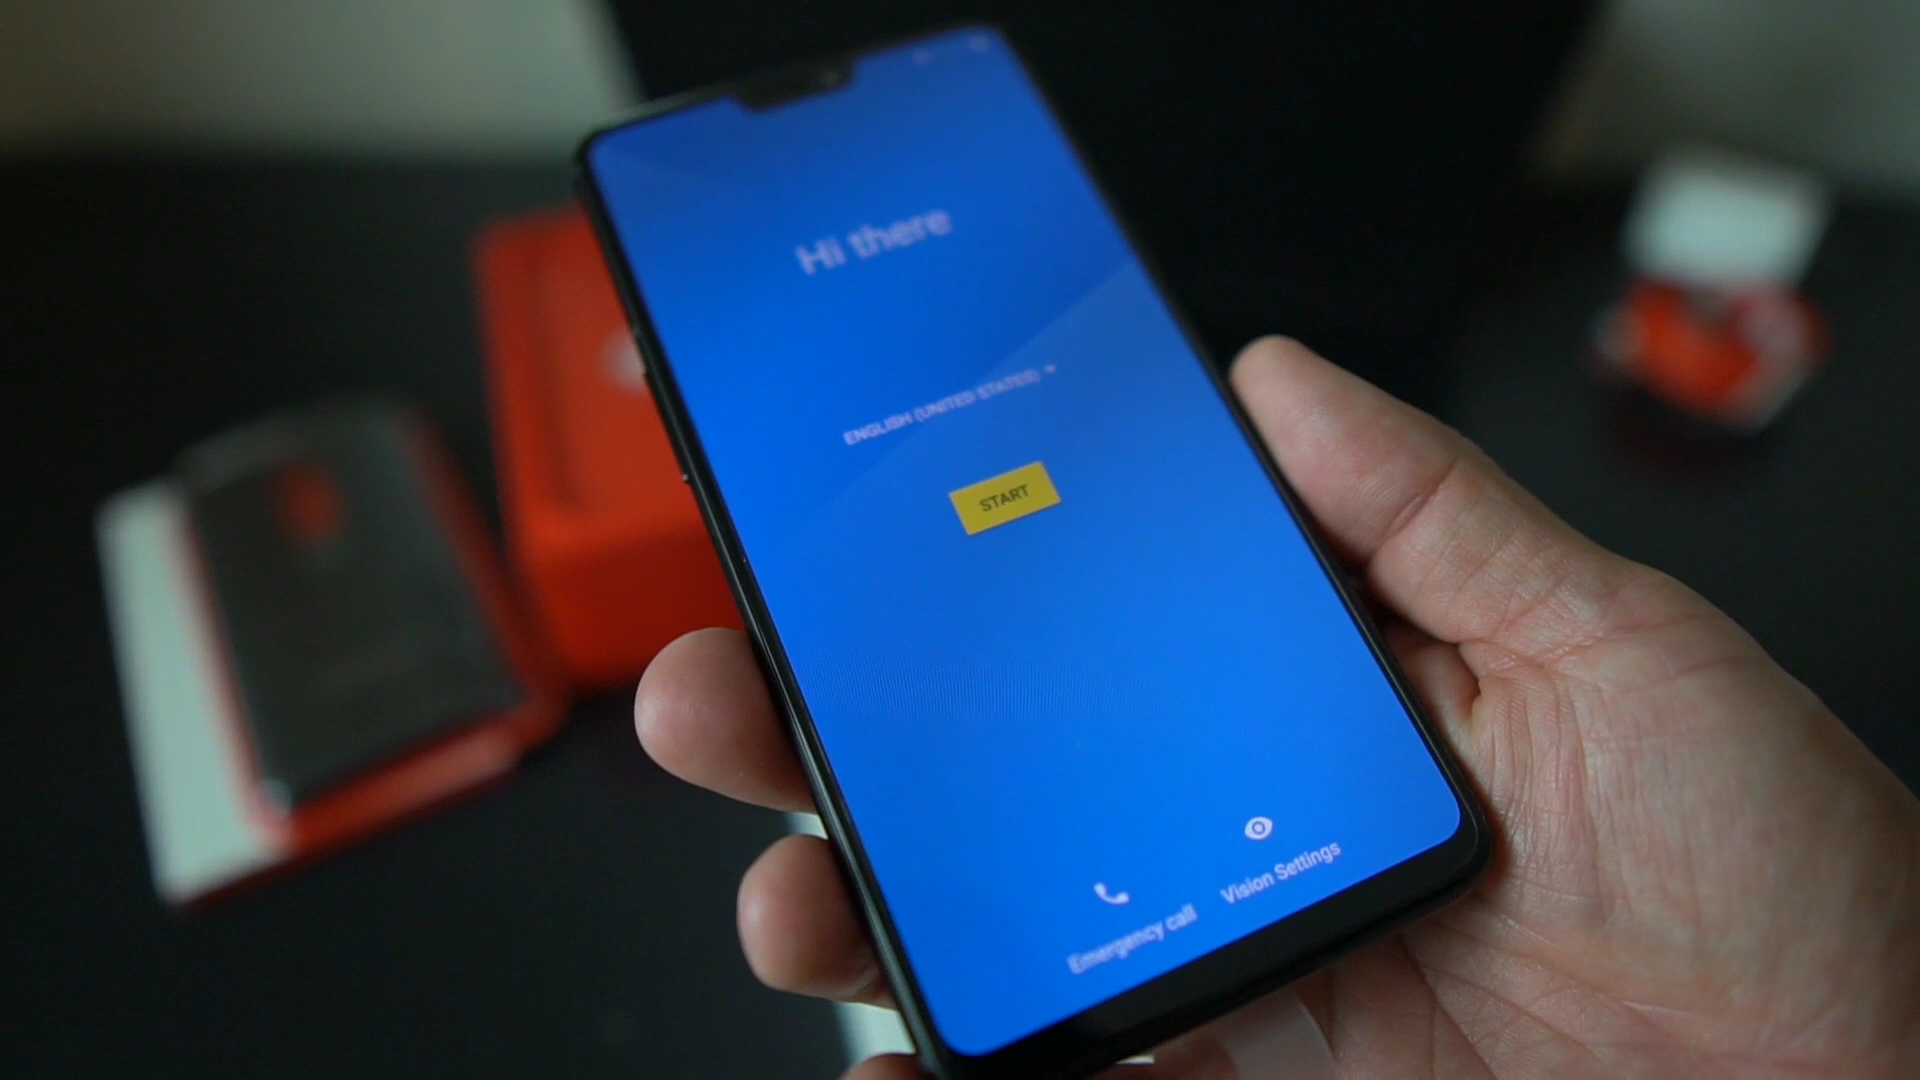 Hi there
ENGLISH (UNITED STATES)
START
Emergency call
Vision Settings